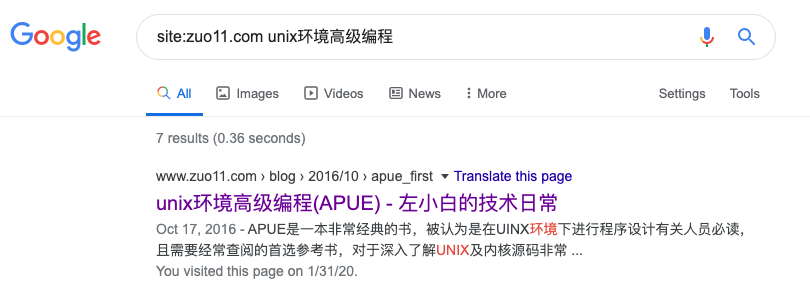 Google
site:zuo11.com unix环境高级编程
All Images Videos News More Settings Tools
7 results (0.36 seconds)
www.zuo11.com › blog › 2016/10 › apue_first Translate this page
unix环境高级编程(APUE) - 左小白的技术日常
Oct 17, 2016 - APUE是一本非常经典的书，被认为是在UINX环境下进行程序设计有关人员必读，
且需要经常查阅的首选参考书，对于深入了解UNIX及内核源码非常 ...
You visited this page on 1/31/20.